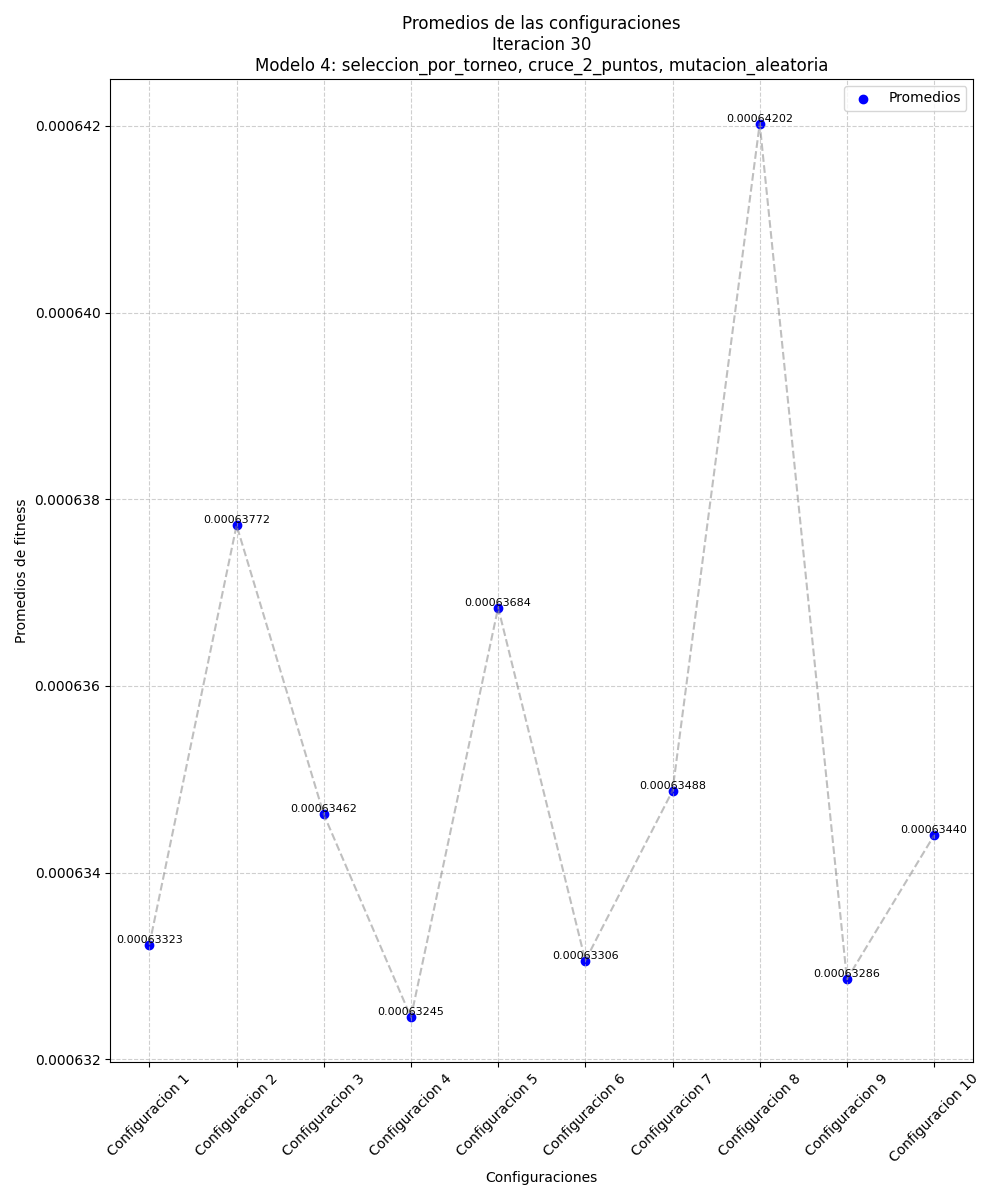 Promedios de las configuraciones
Iteracion 30
Modelo 4: seleccion_por_torneo, cruce_2_puntos, mutacion_aleatoria
Promedios
0.000642
0.000640
0.000638
0.000636
0.000634
0.000632
Promedios de fitness
0.00063323
0.00063772
0.00063462
0.00063245
0.00063684
0.00063306
0.00063488
0.00064202
0.00063286
0.00063440
Configuracion 1
Configuracion 2
Configuracion 3
Configuracion 4
Configuracion 5
Configuracion 6
Configuracion 7
Configuracion 8
Configuracion 9
Configuracion 10
Configuraciones